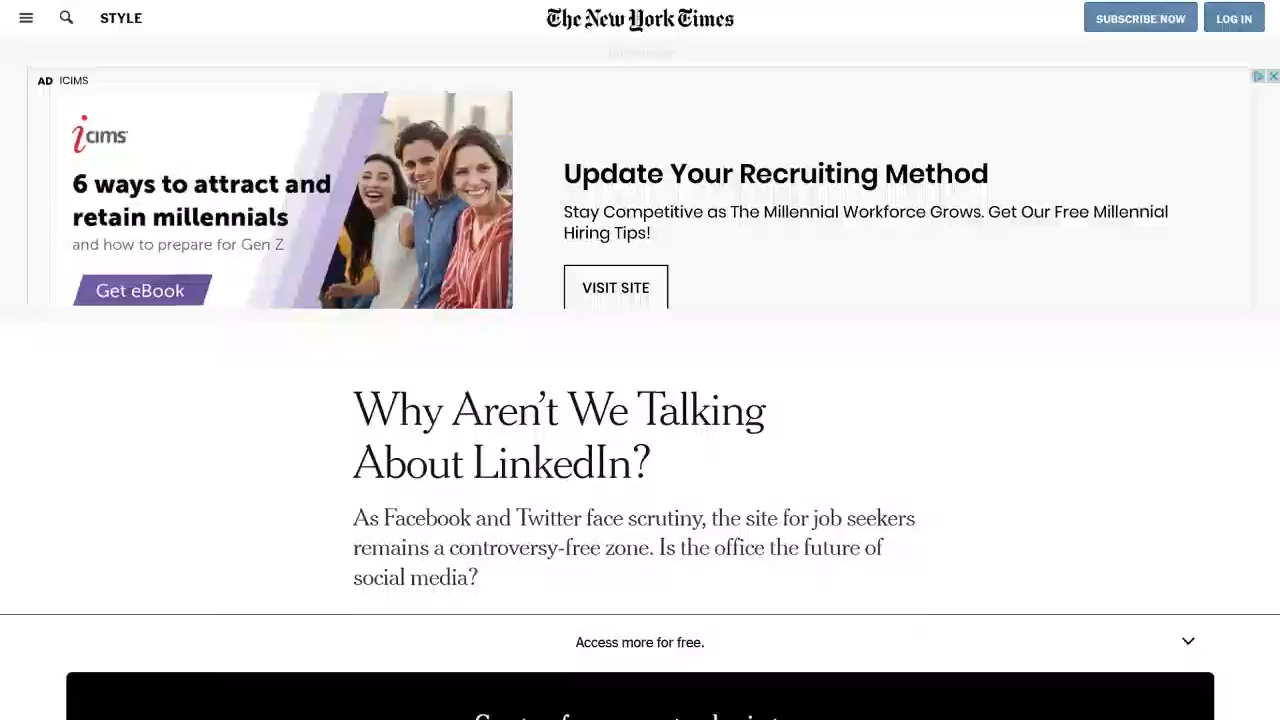 STYLE
The New York Times
SUBSCRIBE NOW
LOG IN
AD ICIMS
icims
6 ways to attract and
retain millennials
and how to prepare for Gen Z
Get eBook
Update Your Recruiting Method
Stay Competitive as The Millennial Workforce Grows. Get Our Free Millennial
Hiring Tips!
VISIT SITE
Why Aren't We Talking
About LinkedIn?
As Facebook and Twitter face scrutiny, the site for job seekers
remains a controversy-free zone. Is the office the future of
social media?
Access more for free.